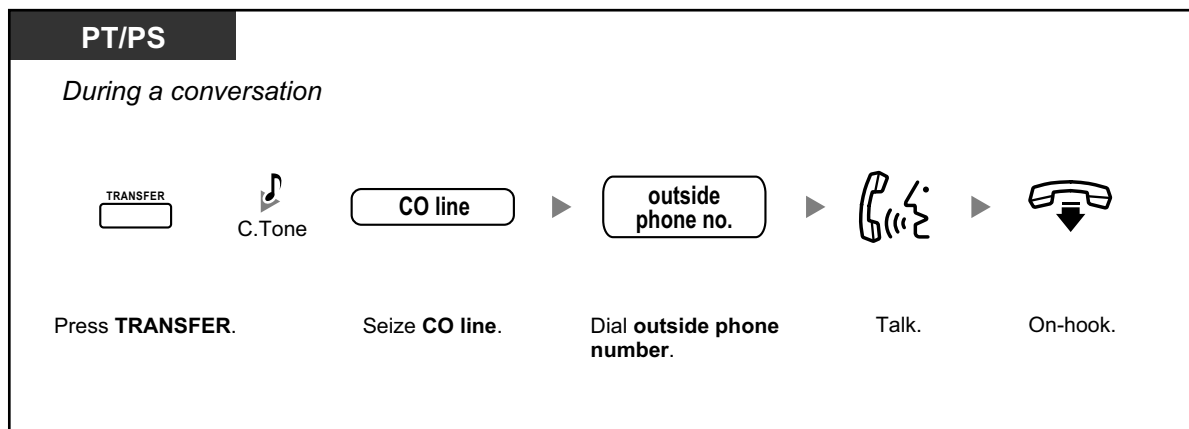 PT/PS
During a conversation
TRANSFER
C.Tone
CO line
outside
phone no.
Press TRANSFER.
Seize CO line.
Dial outside phone
number.
Talk.
On-hook.